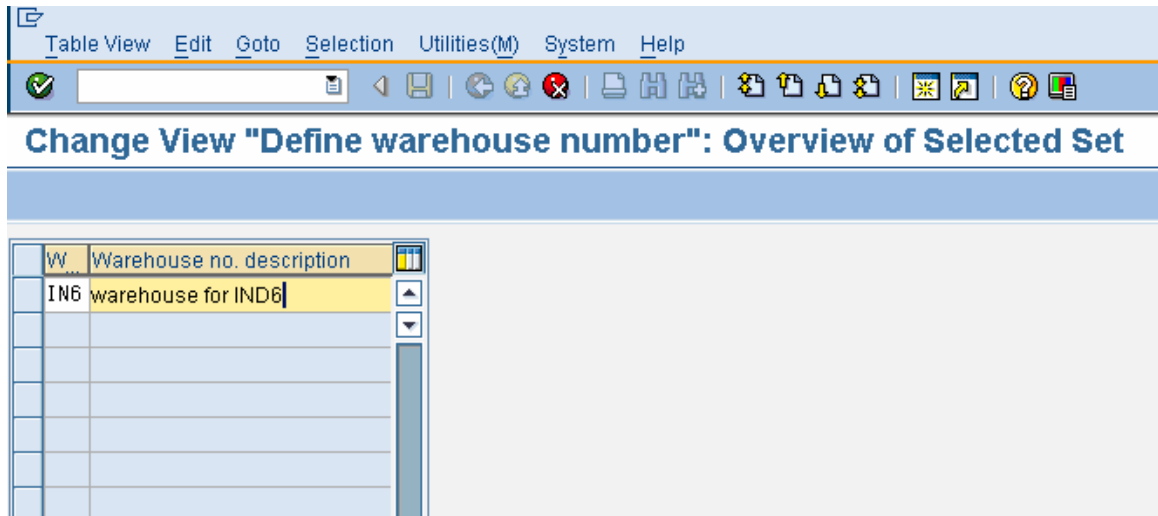 Table View Edit Goto Selection Utilities(M) System Help
Change View "Define warehouse number": Overview of Selected Set
W... Warehouse no. description
IN6 warehouse for IND6